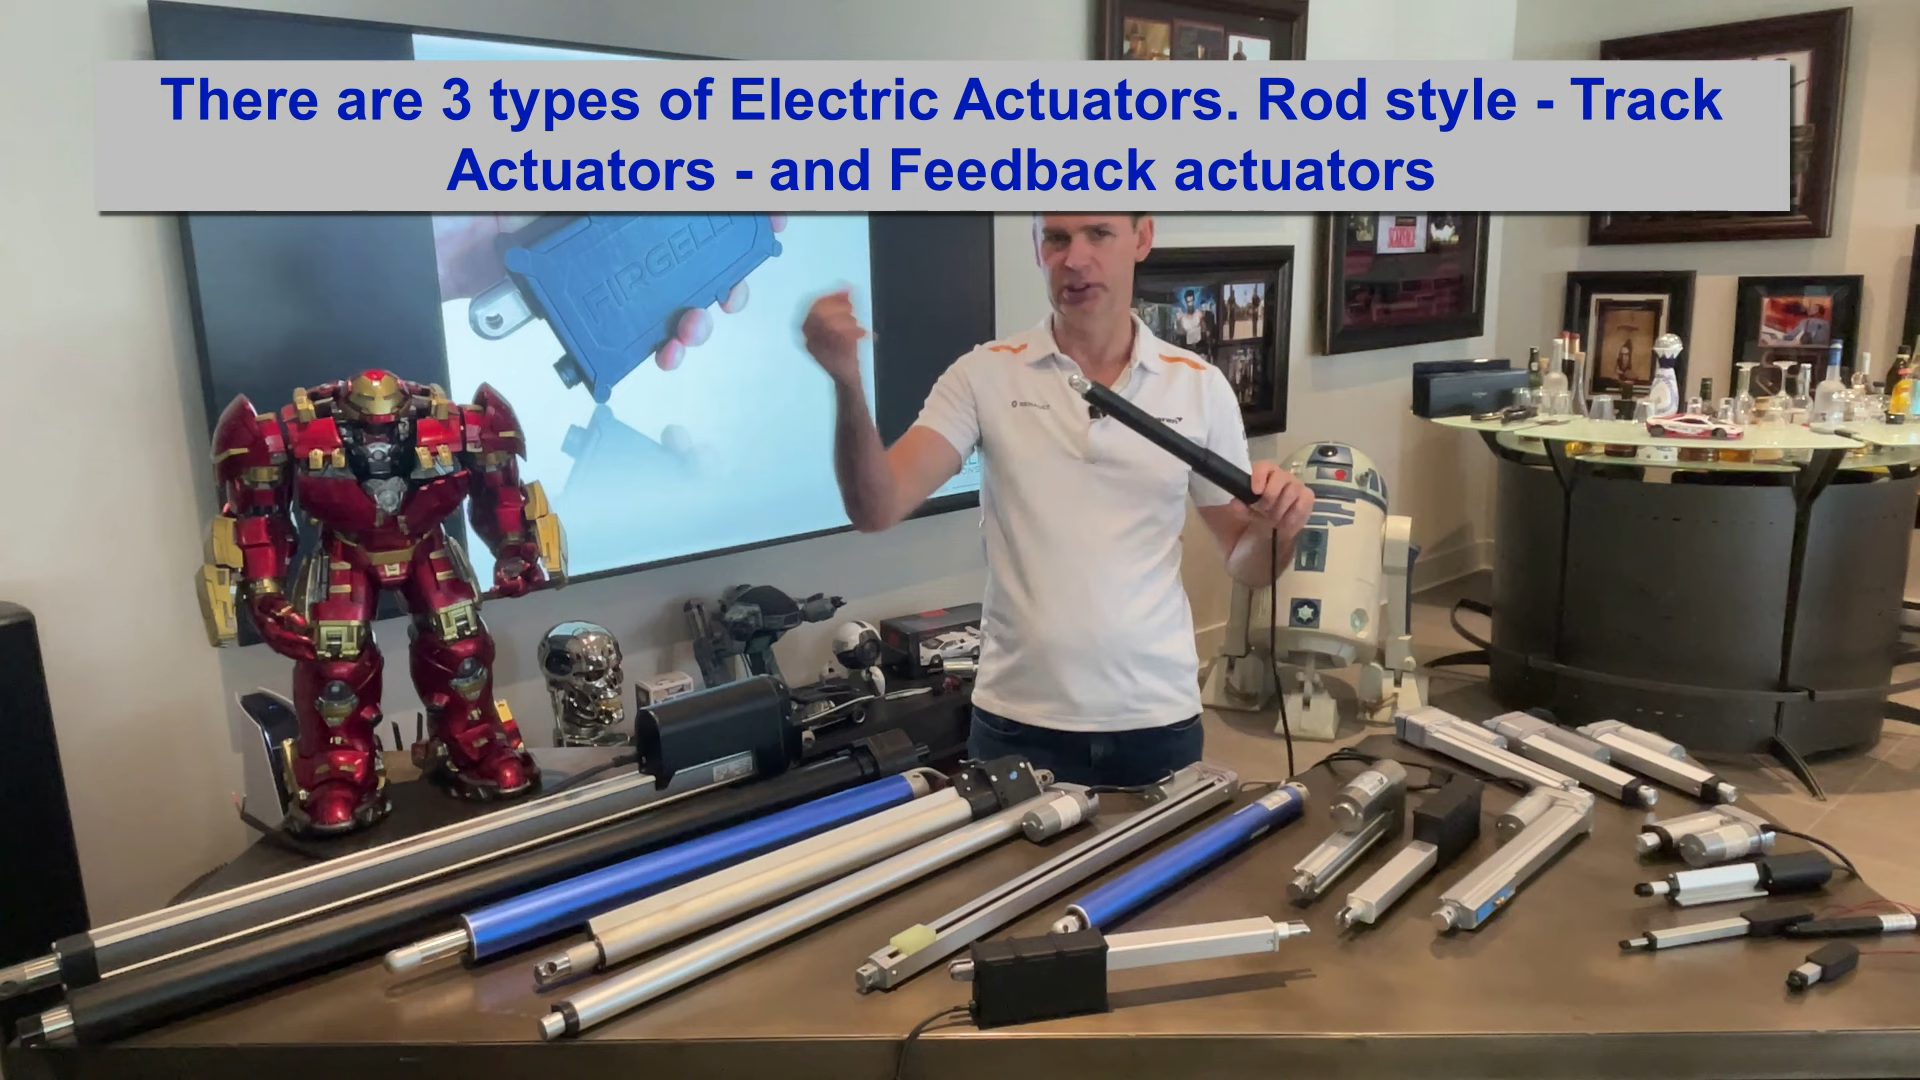 There are 3 types of Electric Actuators. Rod style - Track
Actuators - and Feedback actuators
FIRGELLI